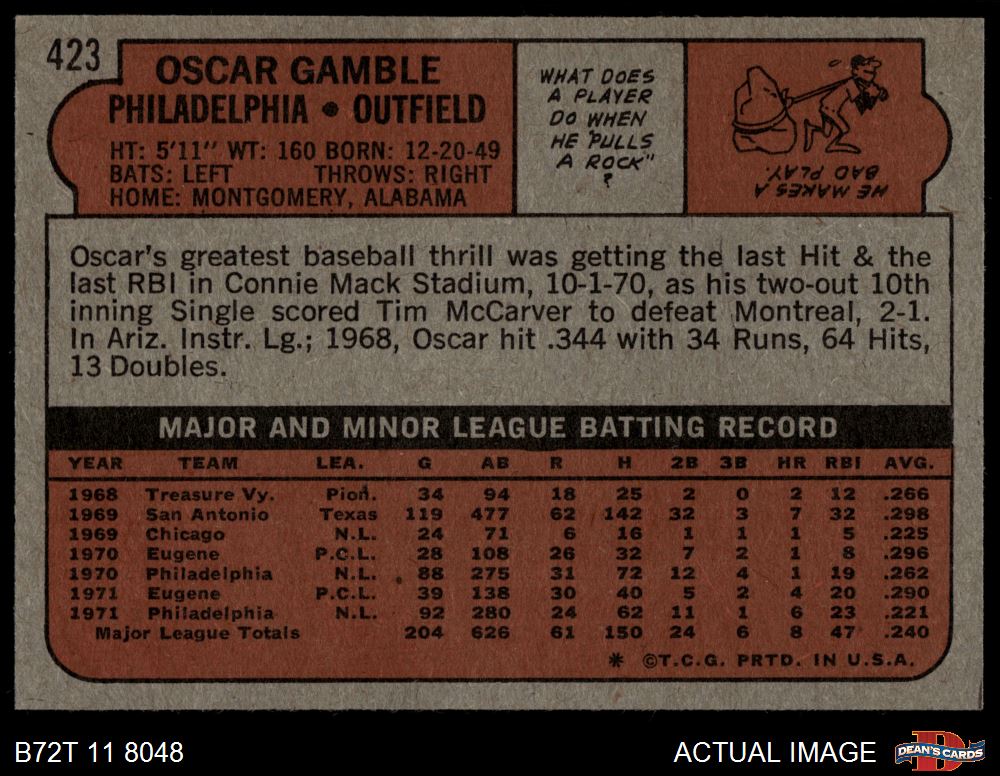 423
OSCAR GAMBLE
PHILADELPHIA • OUTFIELD
HT: 5'11" WT: 160 BORN: 12-20-49
BATS: LEFT THROWS: RIGHT
HOME: MONTGOMERY, ALABAMA
WHAT DOES
A PLAYER
DO WHEN
HE "PULLS
A ROCK"
?
HE MAKES A
BAD PLAY.
Oscar's greatest baseball thrill was getting the last Hit & the
last RBI in Connie Mack Stadium, 10-1-70, as his two-out 10th
inning Single scored Tim McCarver to defeat Montreal, 2-1.
In Ariz. Instr. Lg.; 1968, Oscar hit .344 with 34 Runs, 64 Hits,
13 Doubles.
MAJOR AND MINOR LEAGUE BATTING RECORD
YEAR TEAM LEA. G AB R H 2B 3B HR RBI AVG.
1968 Treasure Vy. Pion. 34 94 18 25 2 0 2 12 .266
1969 San Antonio Texas 119 477 62 142 32 3 7 32 .298
1969 Chicago N.L. 24 71 6 16 1 1 1 5 .225
1970 Eugene P.C.L. 28 108 26 32 7 2 1 8 .296
1970 Philadelphia N.L. 88 275 31 72 12 4 1 19 .262
1971 Eugene P.C.L. 39 138 30 40 5 2 4 20 .290
1971 Philadelphia N.L. 92 280 24 62 11 1 6 23 .221
Major League Totals 204 626 61 150 24 6 8 47 .240
* ©T.C.G. PRTD. IN U.S.A.
B72T 11 8048
ACTUAL IMAGE
DEAN'S CARDS